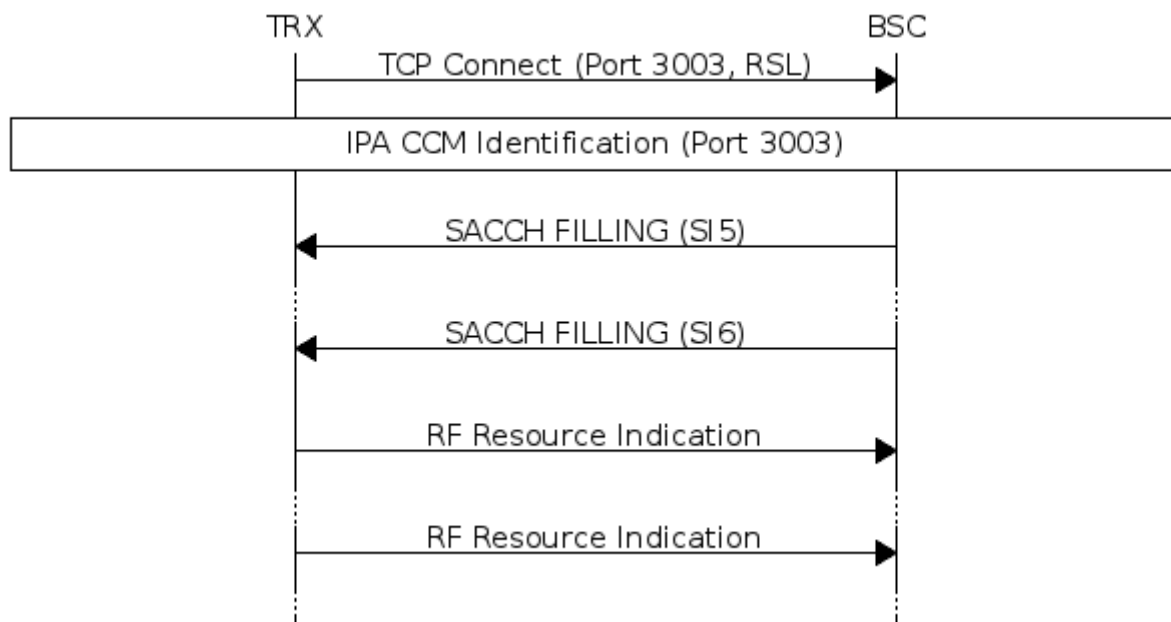 TRX BSC
TCP Connect (Port 3003, RSL)
IPA CCM Identification (Port 3003)
SACCH FILLING (SI5)
SACCH FILLING (SI6)
RF Resource Indication
RF Resource Indication